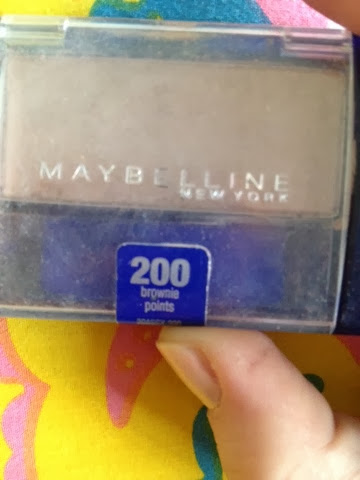 MAYBELLINE
NEW YORK
200
brownie
points